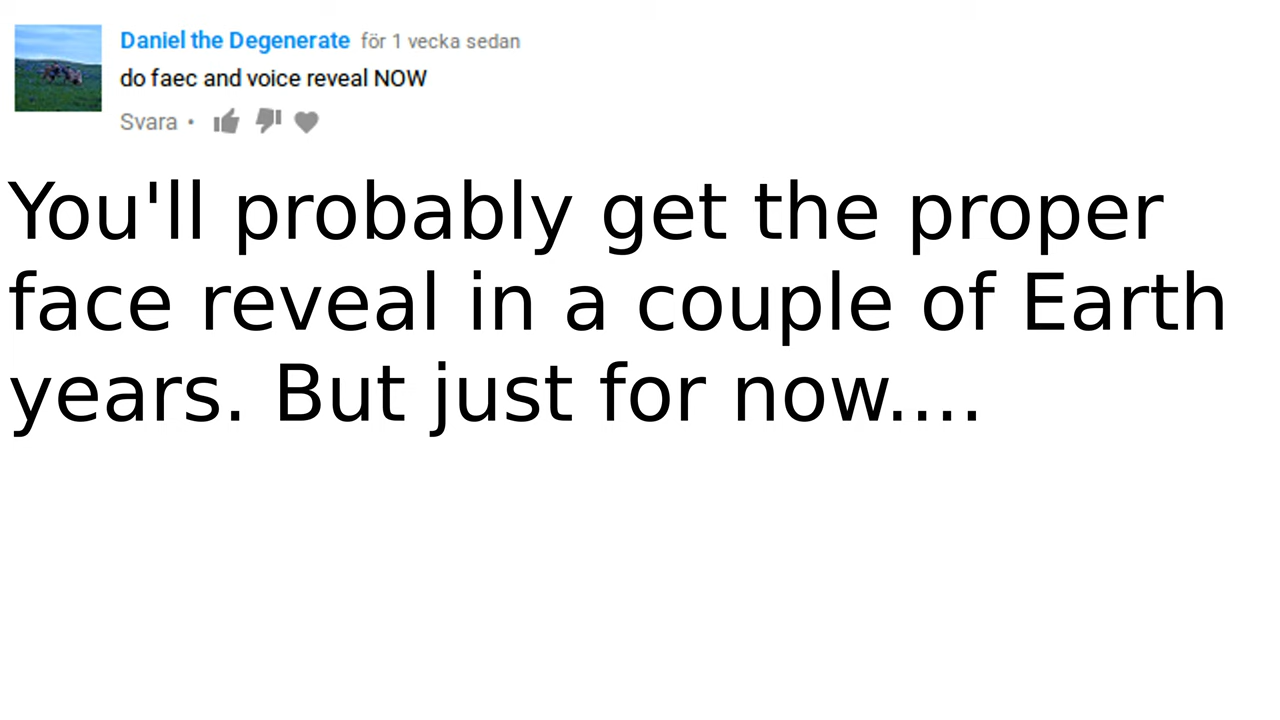 Daniel the Degenerate för 1 vecka sedan
do faec and voice reveal NOW
Svara •
You'll probably get the proper
face reveal in a couple of Earth
years. But just for now....